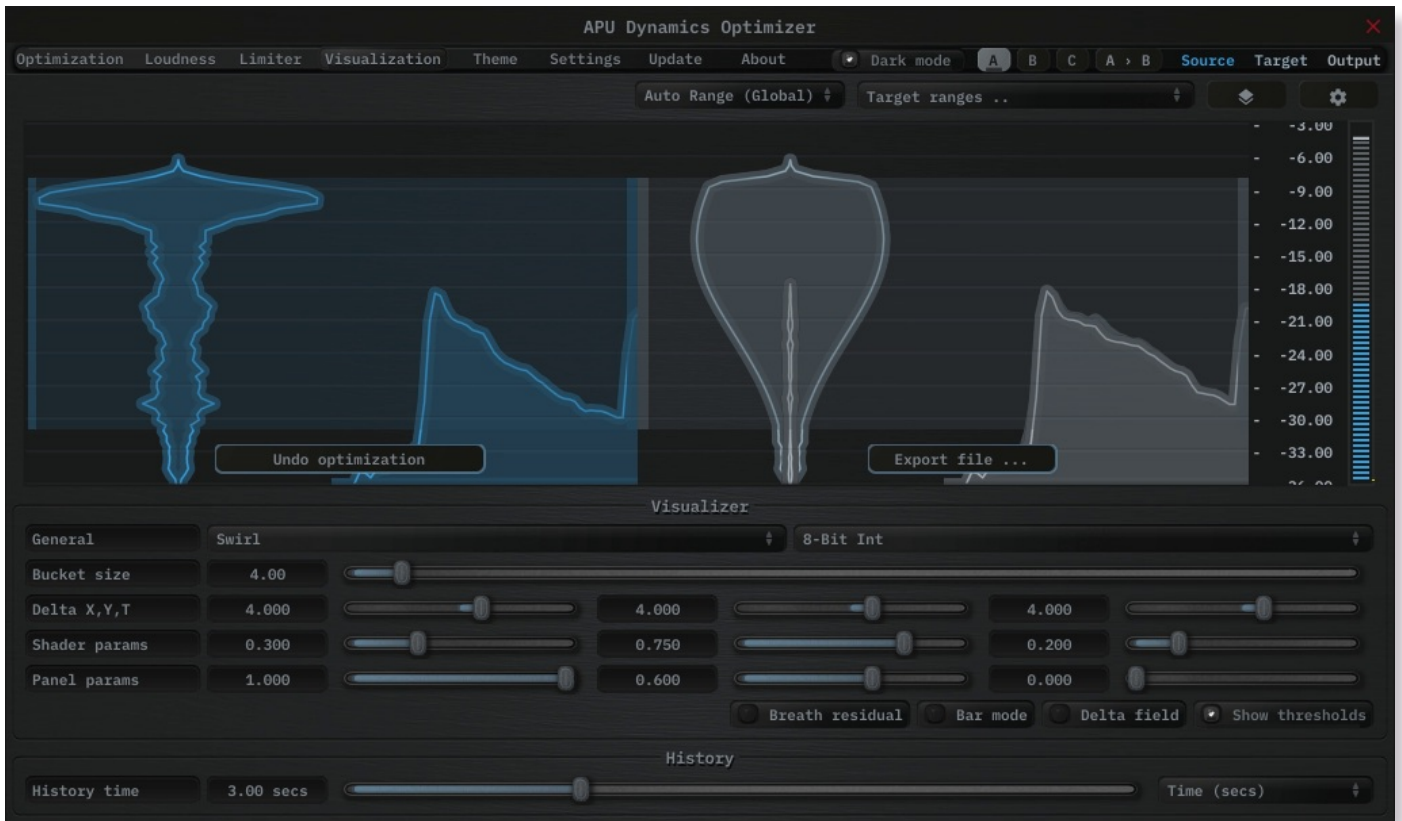 APU Dynamics Optimizer
Optimization Loudness Limiter Visualization Theme Settings Update About Dark mode A B C A › B Source Target Output
Auto Range (Global) Target ranges ..
- -3.00
- -6.00
- -9.00
- -12.00
- -15.00
- -18.00
- -21.00
- -24.00
- -27.00
- -30.00
- -33.00
Undo optimization Export file ...
Visualizer
General Swirl 8-Bit Int
Bucket size 4.00
Delta X,Y,T 4.000 4.000 4.000
Shader params 0.300 0.750 0.200
Panel params 1.000 0.600 0.000
Breath residual Bar mode Delta field Show thresholds
History
History time 3.00 secs Time (secs)